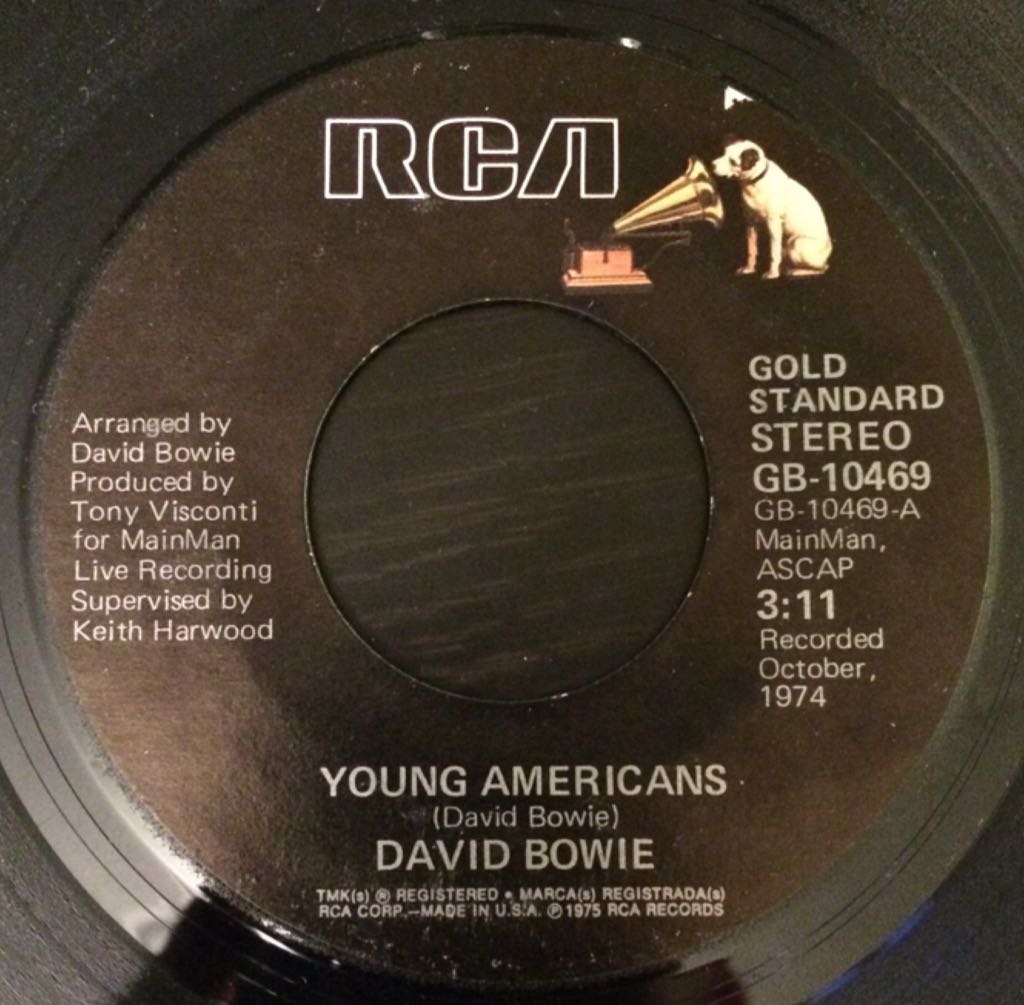 RCA
GOLD
STANDARD
STEREO
GB-10469
GB-10469-A
MainMan,
ASCAP
3:11
Recorded
October,
1974
Arranged by
David Bowie
Produced by
Tony Visconti
for MainMan
Live Recording
Supervised by
Keith Harwood
YOUNG AMERICANS
(David Bowie)
DAVID BOWIE
TMK(s) ® REGISTERED • MARCA(s) REGISTRADA(s)
RCA CORP.—MADE IN U.S.A. ℗ 1975 RCA RECORDS